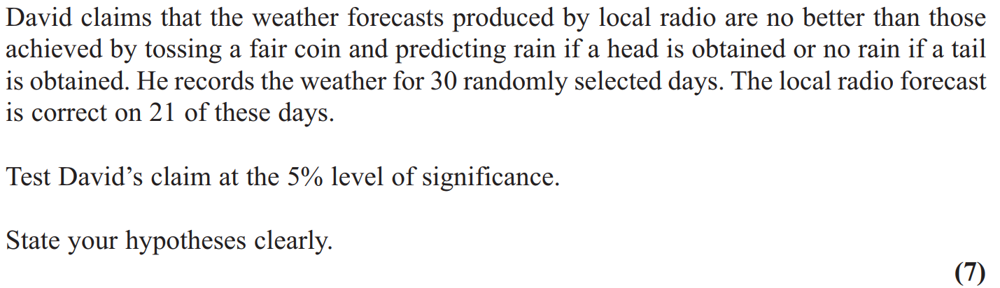 David claims that the weather forecasts produced by local radio are no better than those
achieved by tossing a fair coin and predicting rain if a head is obtained or no rain if a tail
is obtained. He records the weather for 30 randomly selected days. The local radio forecast
is correct on 21 of these days.
Test David’s claim at the 5% level of significance.
State your hypotheses clearly.
(7)